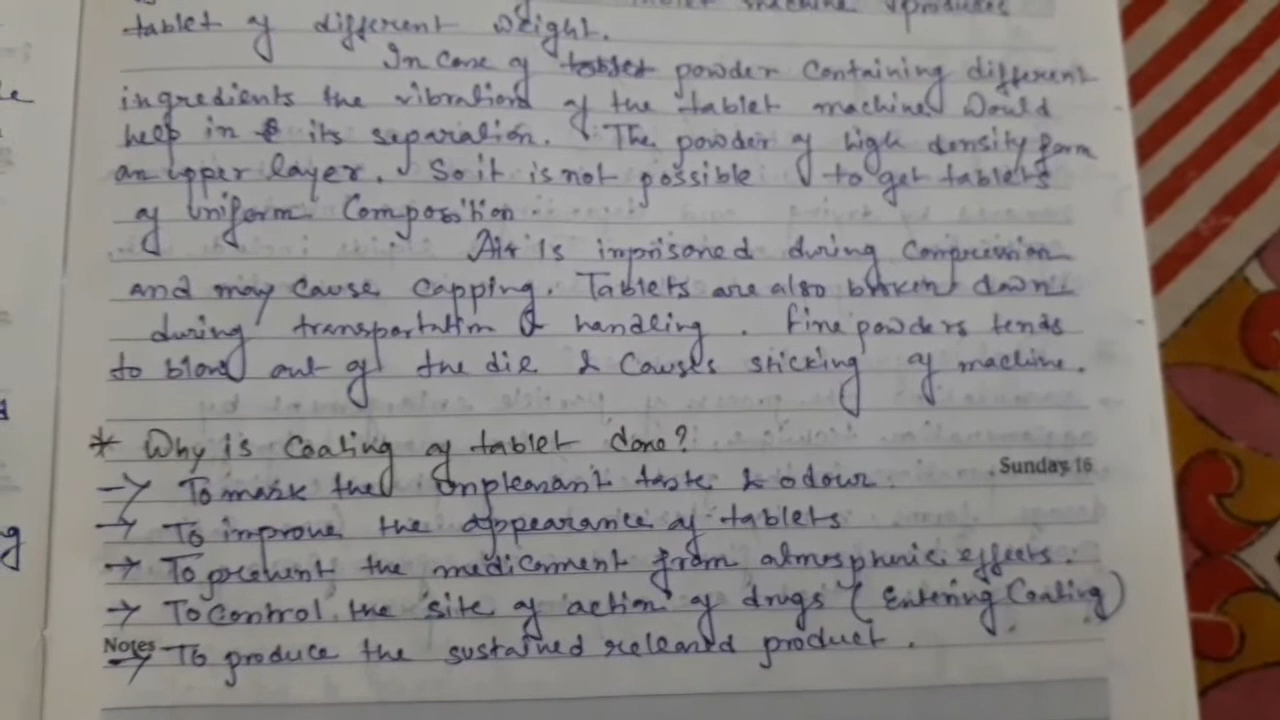 tablet machine produces
tablet of different weight.
In case of tablet powder containing different
ingredients the vibration of the tablet machine would
help in its separation. The powder of high density form
an upper layer. So it is not possible to get tablets
of uniform composition
Air is imprisoned during compression
and may cause capping. Tablets are also broken down
during transportation & handling. Fine powders tends
to blow out of the die & causes sticking of machine.
* Why is coating of tablet done?
Sunday 16
→ To mask the unpleasant taste & odour.
→ To improve the appearance of tablets
→ To prevent the medicament from atmospheric effects.
→ To control the site of action of drugs (Entering Coating)
Notes
→ To produce the sustained released product.